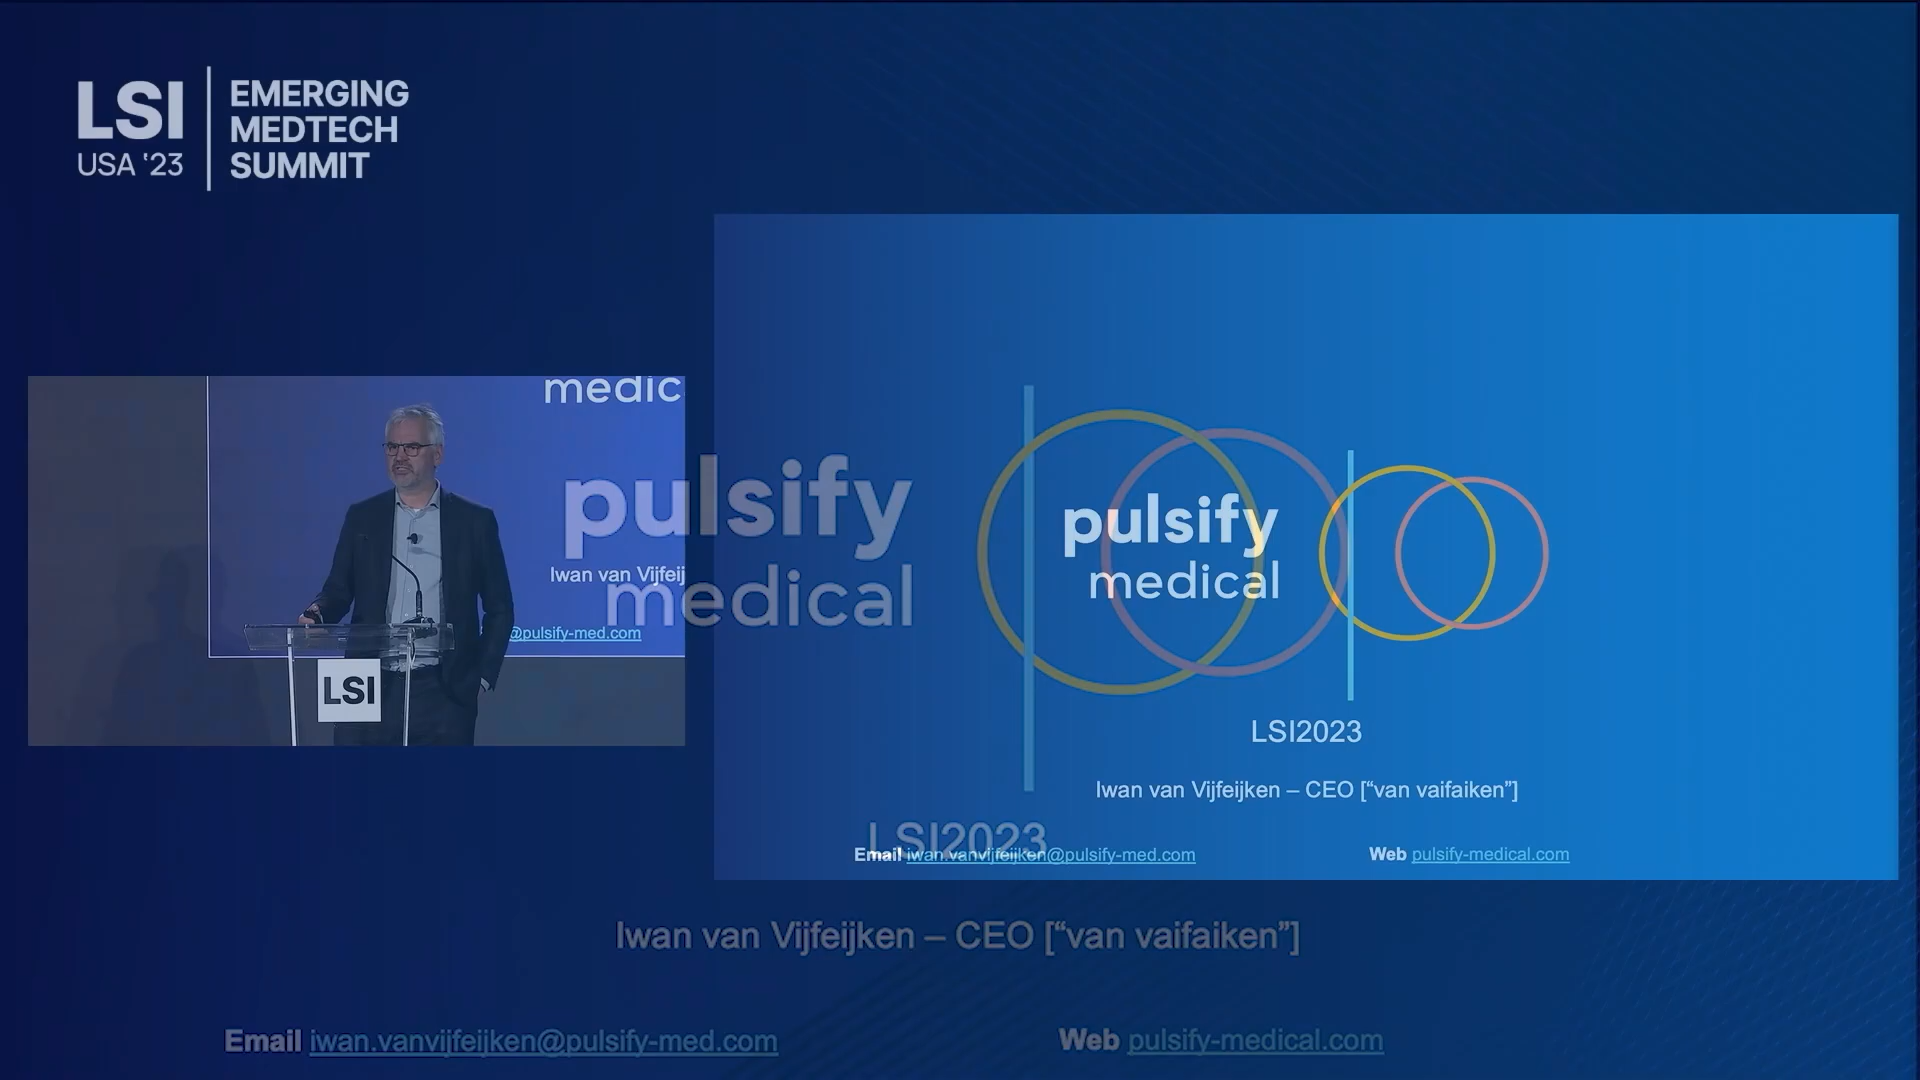 LSI
USA '23
EMERGING
MEDTECH
SUMMIT
medic
Iwan van Vijfeij
@pulsify-med.com
LSI
pulsify
medical
LSI2023
Iwan van Vijfeijken – CEO [“van vaifaiken”]
Email iwan.vanvijfeijken@pulsify-med.com
Web pulsify-medical.com
pulsify
medical
LSI2023
Iwan van Vijfeijken – CEO [“van vaifaiken”]
Email iwan.vanvijfeijken@pulsify-med.com
Web pulsify-medical.com